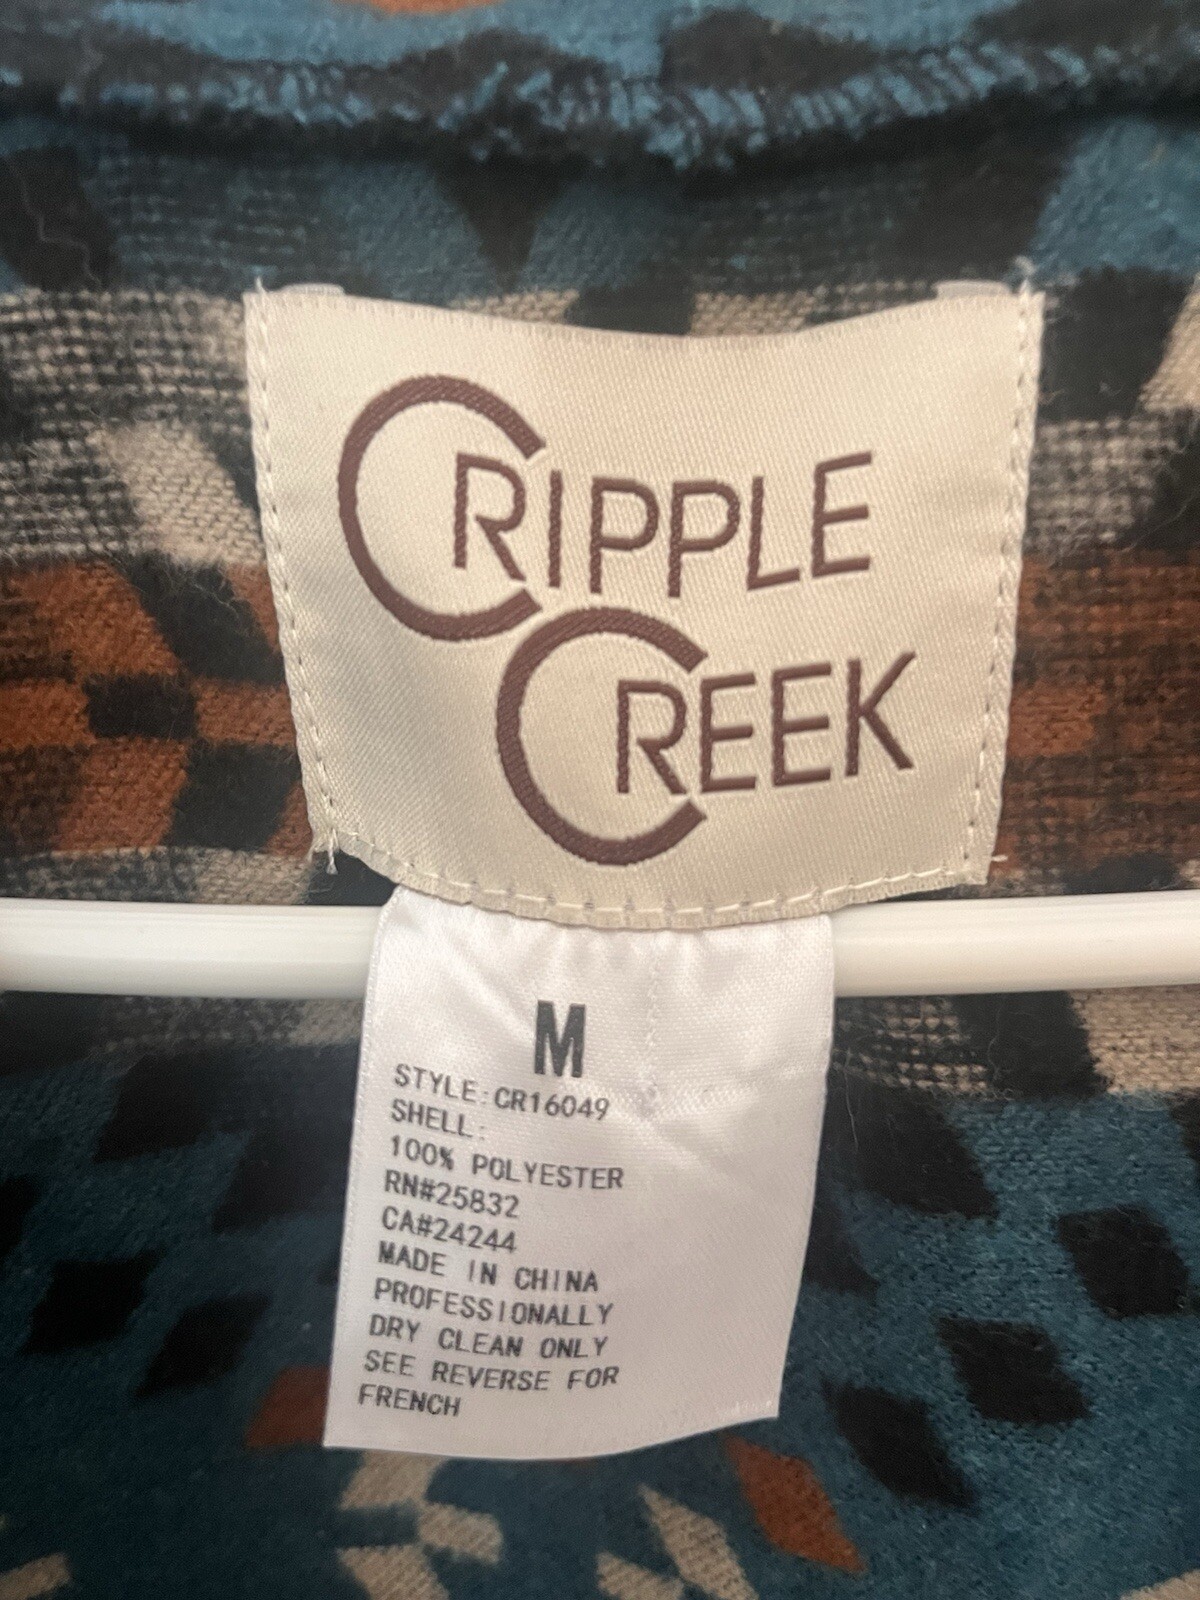 CRIPPLE
CREEK
M
STYLE:CR16049
SHELL:
100% POLYESTER
RN#25832
CA#24244
MADE IN CHINA
PROFESSIONALLY
DRY CLEAN ONLY
SEE REVERSE FOR
FRENCH